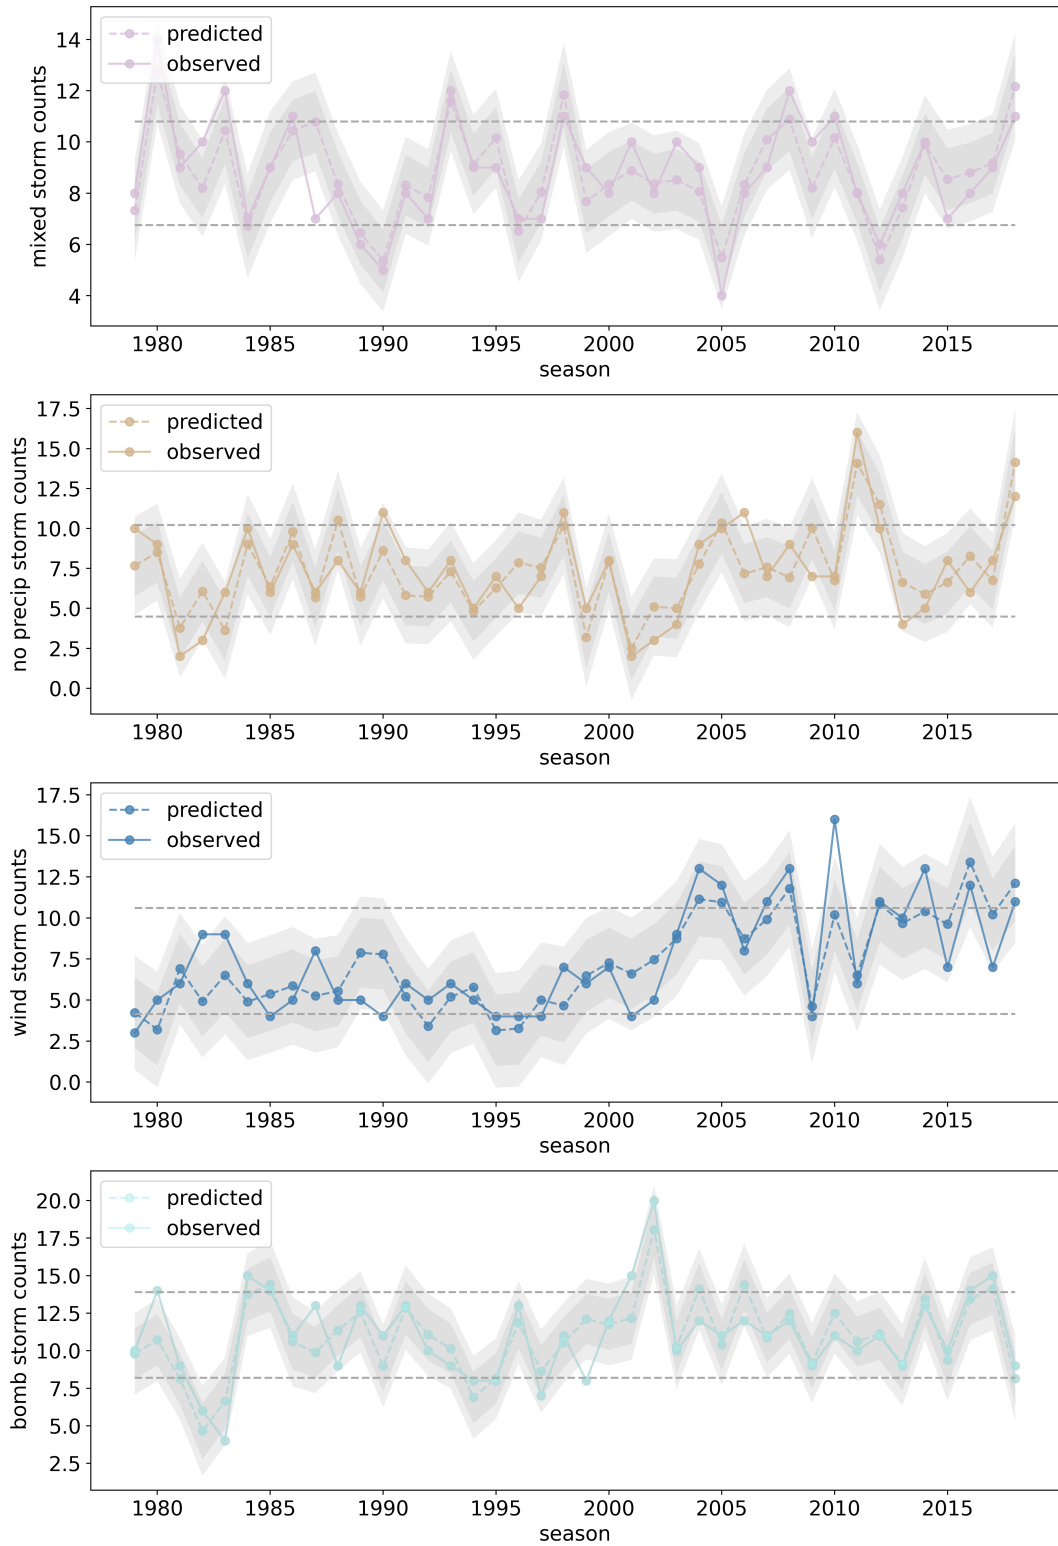 mixed storm counts
14
12
10
8
6
4
predicted
observed
1980 1985 1990 1995 2000 2005 2010 2015
season
no precip storm counts
17.5
15.0
12.5
10.0
7.5
5.0
2.5
0.0
predicted
observed
1980 1985 1990 1995 2000 2005 2010 2015
season
wind storm counts
17.5
15.0
12.5
10.0
7.5
5.0
2.5
0.0
predicted
observed
1980 1985 1990 1995 2000 2005 2010 2015
season
bomb storm counts
20.0
17.5
15.0
12.5
10.0
7.5
5.0
2.5
predicted
observed
1980 1985 1990 1995 2000 2005 2010 2015
season